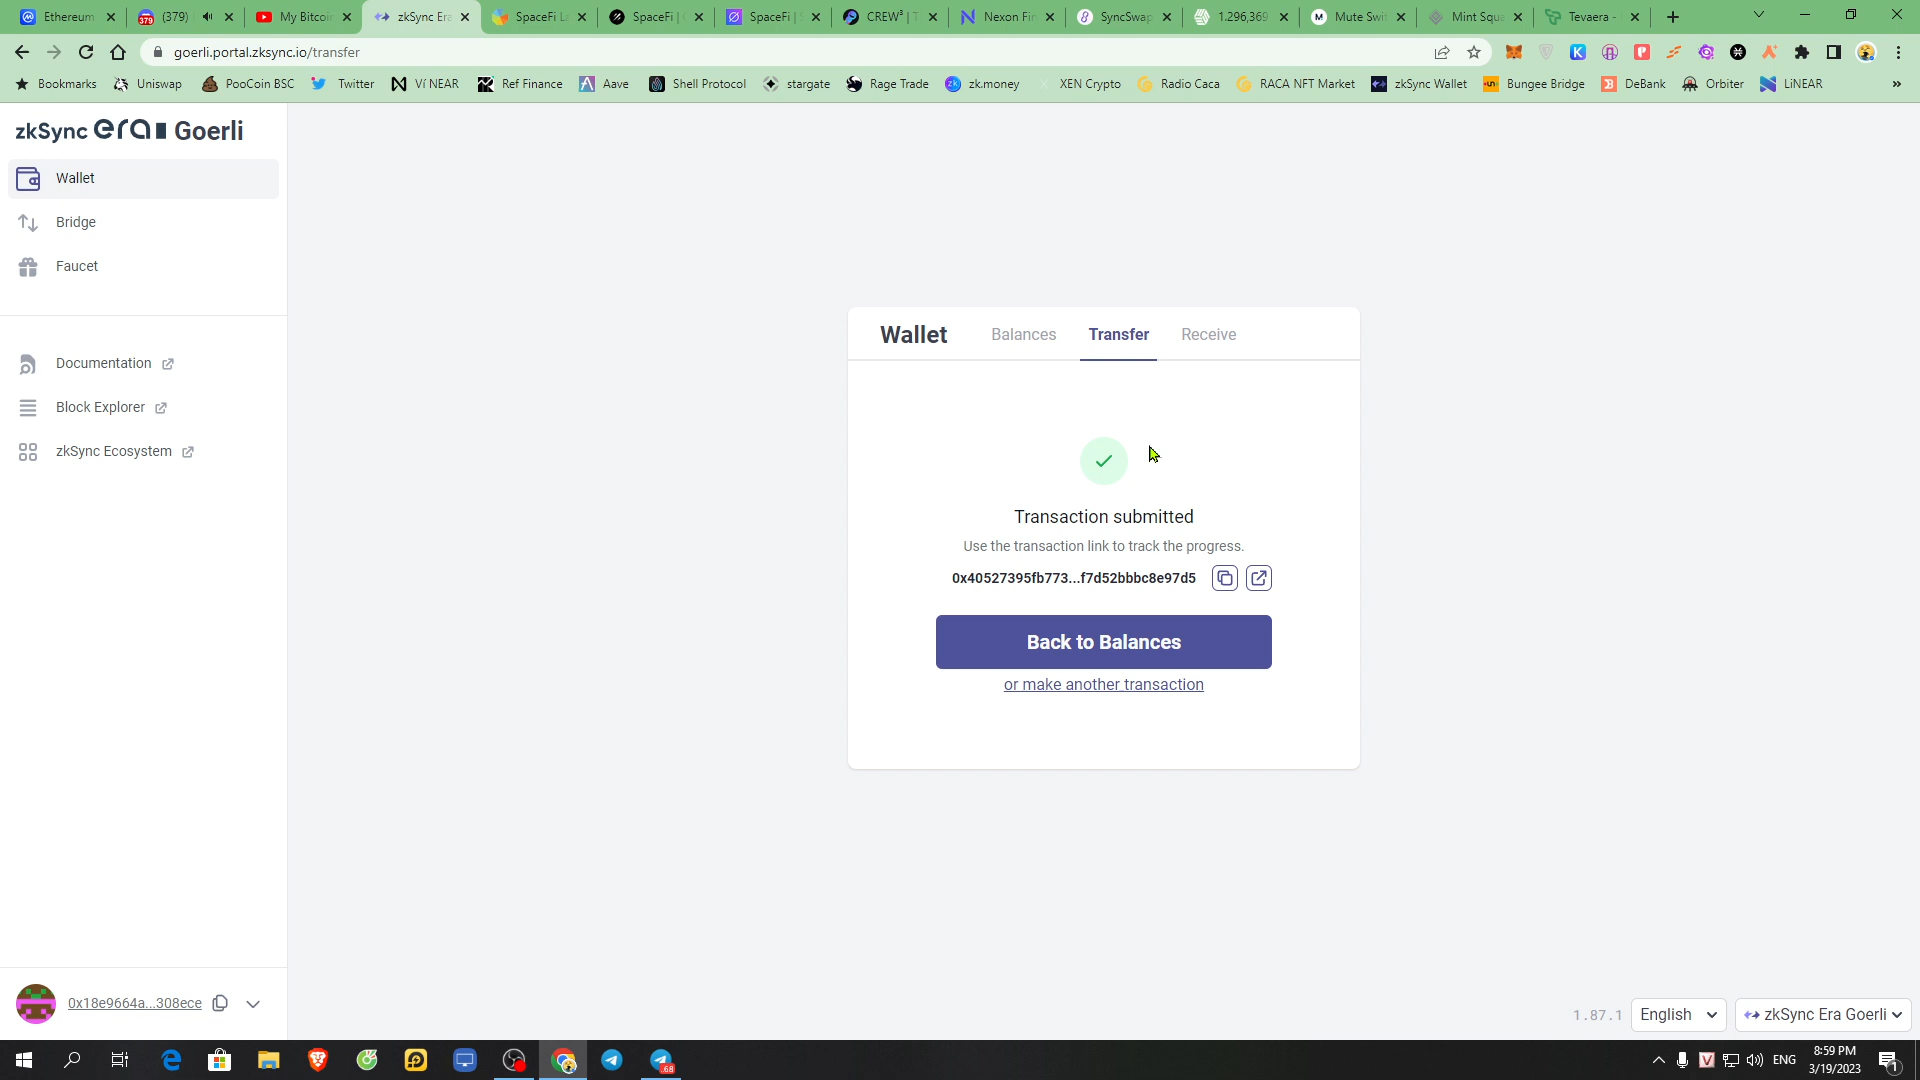 Ethereum
(379)
My Bitcoi
zkSync Era
SpaceFi L
SpaceFi |
SpaceFi |
CREW³ | T
Nexon Fin
SyncSwap
1.296,369
Mute Swi
Mint Squa
Tevaera -
goerli.portal.zksync.io/transfer
Bookmarks
Uniswap
PooCoin BSC
Twitter
Ví NEAR
Ref Finance
Aave
Shell Protocol
stargate
Rage Trade
zk.money
XEN Crypto
Radio Caca
RACA NFT Market
zkSync Wallet
Bungee Bridge
DeBank
Orbiter
LiNEAR
zkSync era Goerli
Wallet
Bridge
Faucet
Documentation
Block Explorer
zkSync Ecosystem
Wallet
Balances
Transfer
Receive
Transaction submitted
Use the transaction link to track the progress.
0x40527395fb773...f7d52bbbc8e97d5
Back to Balances
or make another transaction
0x18e9664a...308ece
1.87.1
English
zkSync Era Goerli
ENG
8:59 PM
3/19/2023